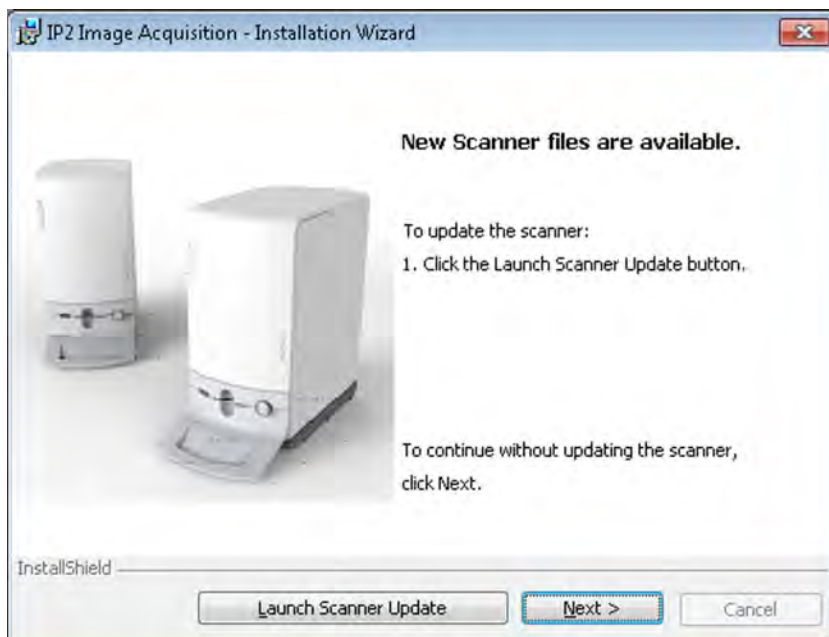 IP2 Image Acquisition - Installation Wizard
New Scanner files are available.
To update the scanner:
1. Click the Launch Scanner Update button.
To continue without updating the scanner,
click Next.
InstallShield
Launch Scanner Update
Next >
Cancel